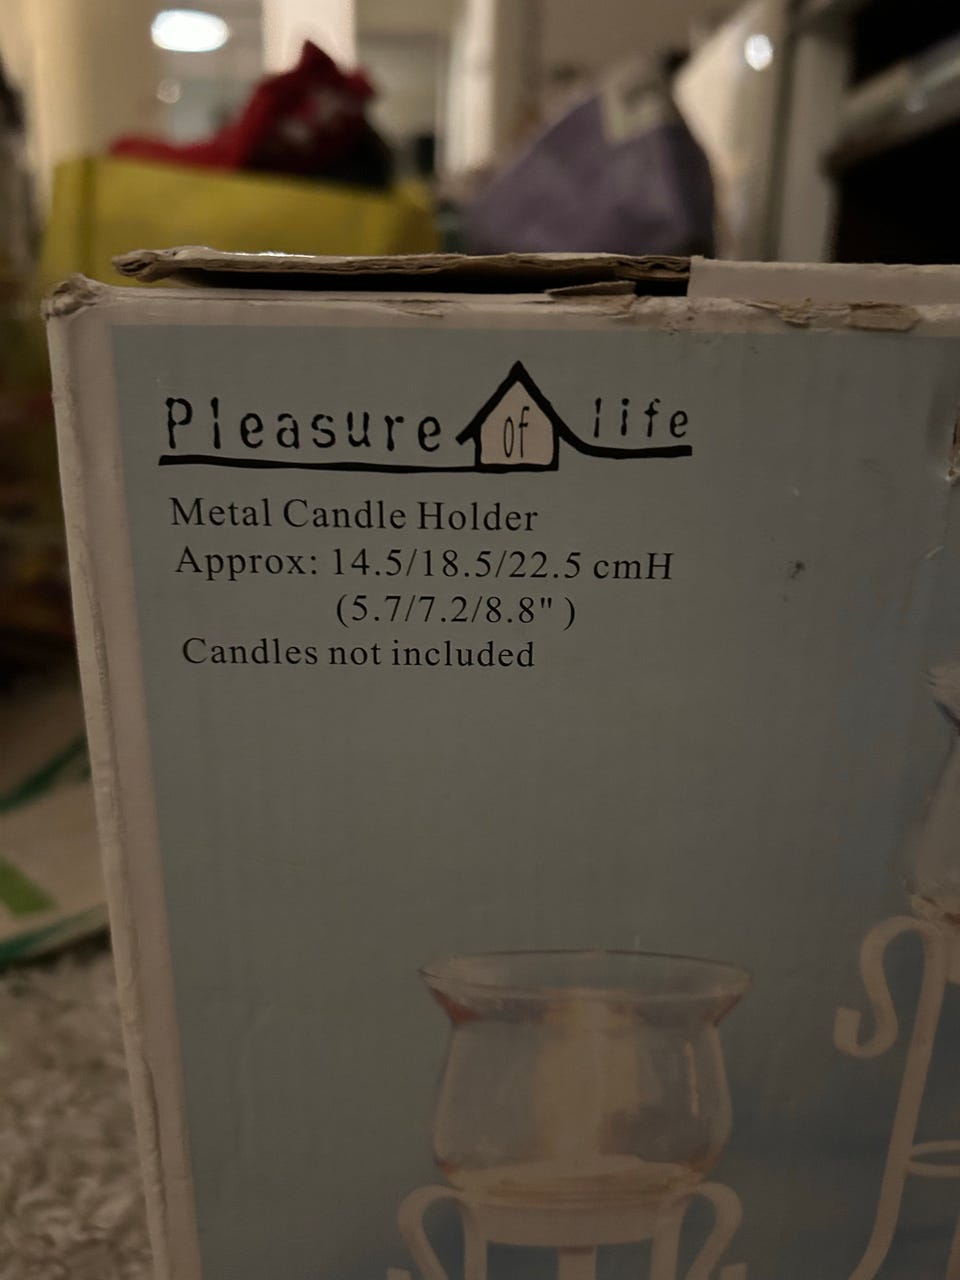 Pleasure of life
Metal Candle Holder
Approx: 14.5/18.5/22.5 cmH
(5.7/7.2/8.8" )
Candles not included